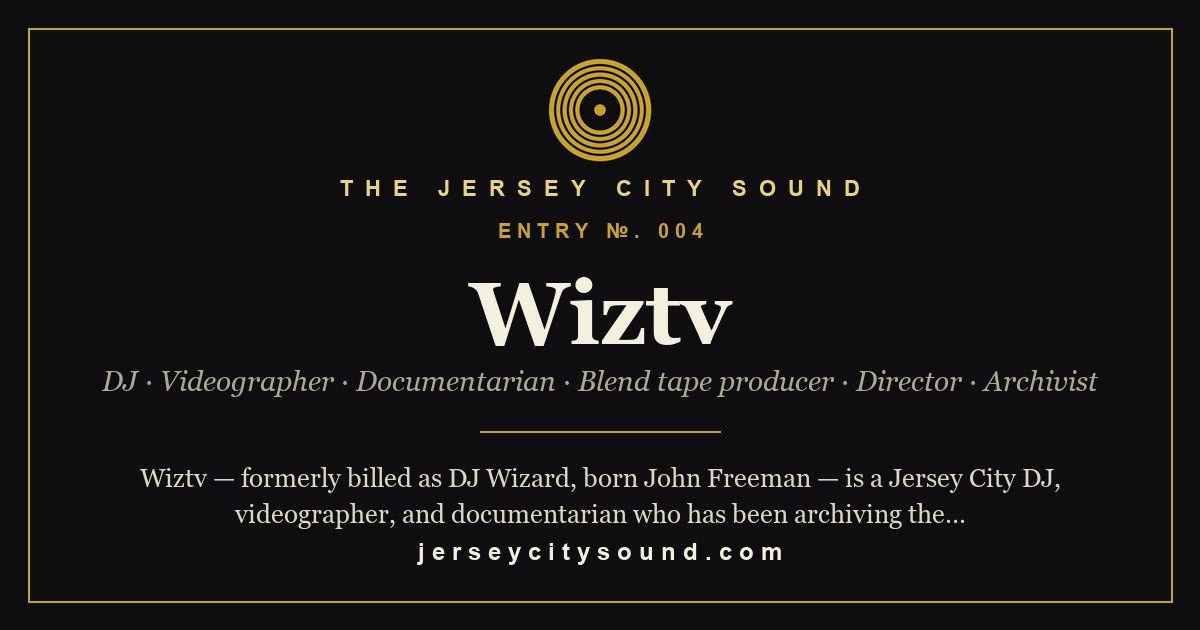 THE JERSEY CITY SOUND
ENTRY №. 004
Wiztv
DJ · Videographer · Documentarian · Blend tape producer · Director · Archivist
Wiztv — formerly billed as DJ Wizard, born John Freeman — is a Jersey City DJ,
videographer, and documentarian who has been archiving the...
jerseycitysound.com